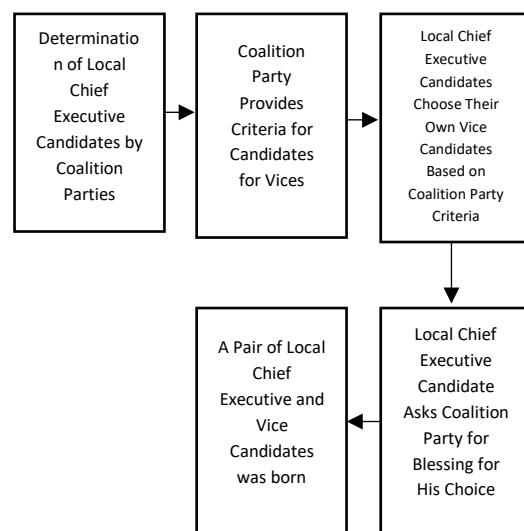 Determinatio
n of Local
Chief
Executive
Candidates by
Coalition
Parties
Coalition
Party
Provides
Criteria for
Candidates
for Vices
Local Chief
Executive
Candidates
Choose Their
Own Vice
Candidates
Based on
Coalition Party
Criteria
Local Chief
Executive
Candidate
Asks Coalition
Party for
Blessing for
His Choice
A Pair of Local
Chief
Executive and
Vice
Candidates
was born